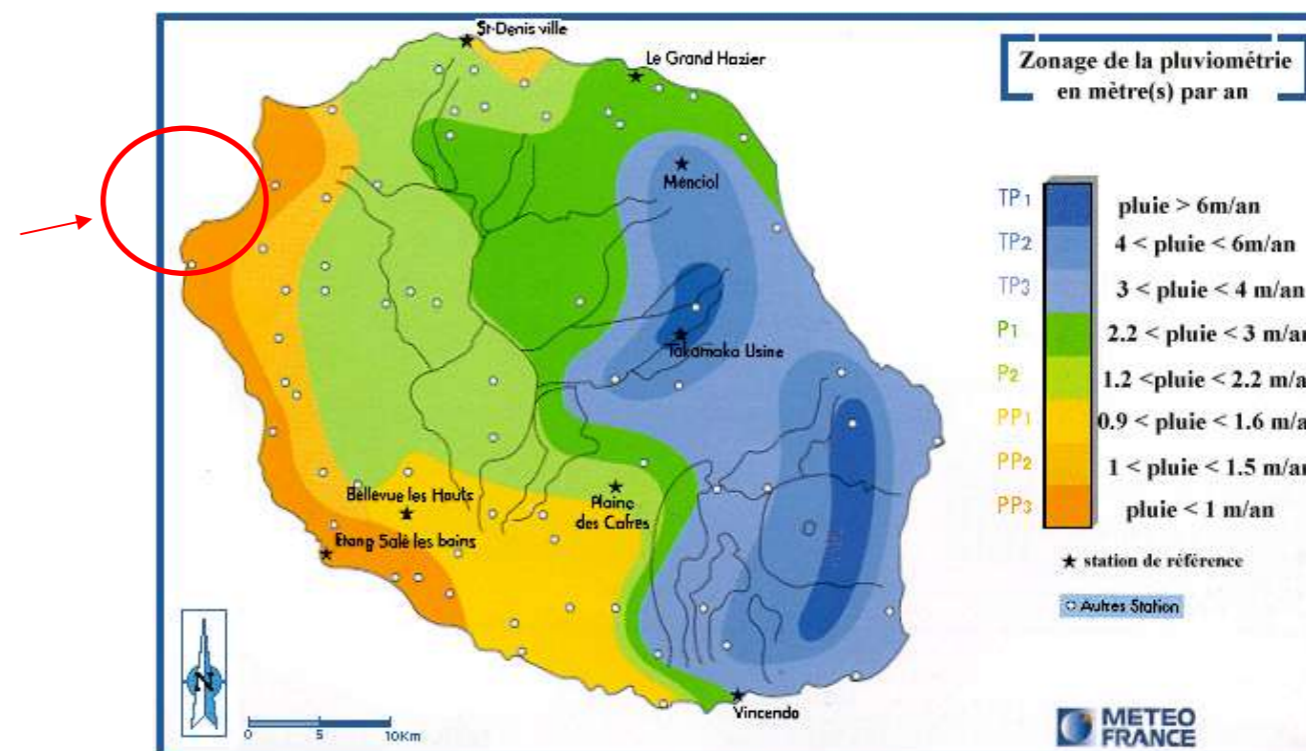 St-Denis ville
Le Grand Hazier
Menciol
Takamaka Usine
Bellevue les Hauts
Plaine
des Cafres
Etang Salé les bains
Vincendo
N
0 5 10Km
Zonage de la pluviométrie
en mètre(s) par an
TP1 pluie > 6m/an
TP2 4 < pluie < 6m/an
TP3 3 < pluie < 4 m/an
P1 2.2 < pluie < 3 m/an
P2 1.2 <pluie < 2.2 m/a
PP1 0.9 < pluie < 1.6 m/a
PP2 1 < pluie < 1.5 m/an
PP3 pluie < 1 m/an
★ station de référence
Autres Station
METEO
FRANCE